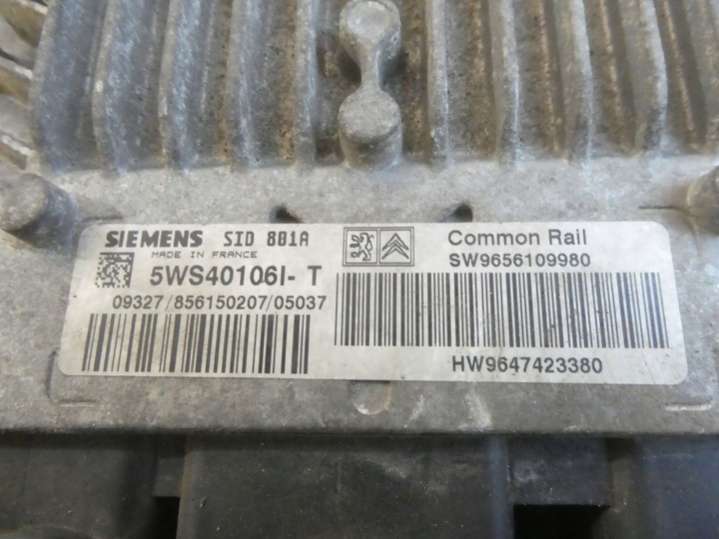 SIEMENS SID 801A
MADE IN FRANCE
5WS40106I- T
09327/856150207/05037
Common Rail
SW9656109980
HW9647423380